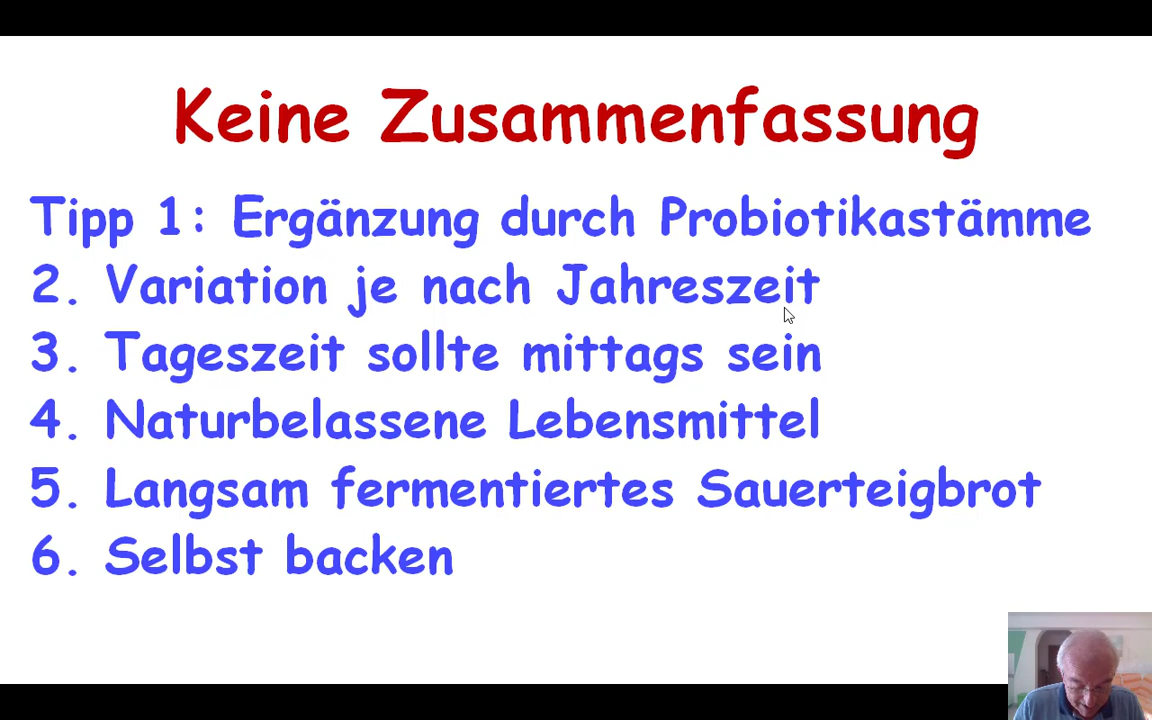 Keine Zusammenfassung
Tipp 1: Ergänzung durch Probiotikastämme
2. Variation je nach Jahreszeit
3. Tageszeit sollte mittags sein
4. Naturbelassene Lebensmittel
5. Langsam fermentiertes Sauerteigbrot
6. Selbst backen